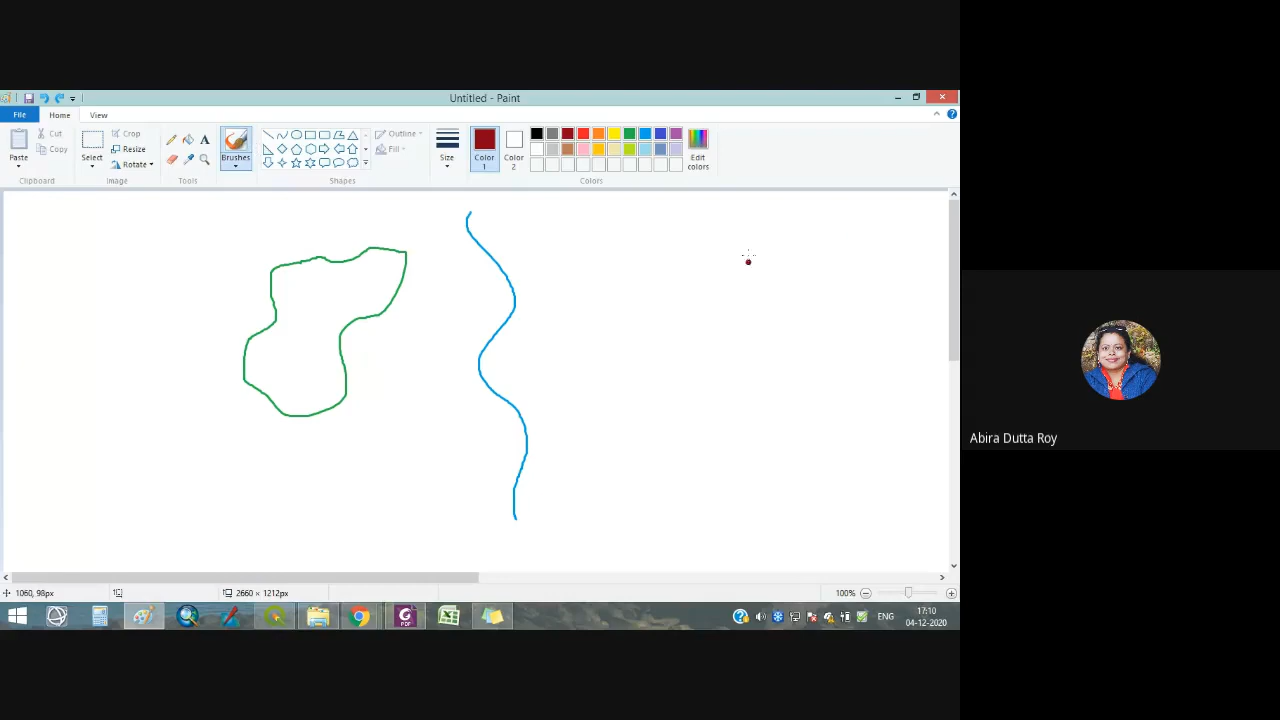 Untitled - Paint
File Home View
Paste
Cut
Copy
Clipboard
Select
Crop
Resize
Rotate
Image
A
Tools
Brushes
Outline
Fill
Shapes
Size
Color
1
Color
2
Edit
colors
Colors
Abira Dutta Roy
1060, 98px
2660 × 1212px
100%
PDF
ENG
17:10
04-12-2020